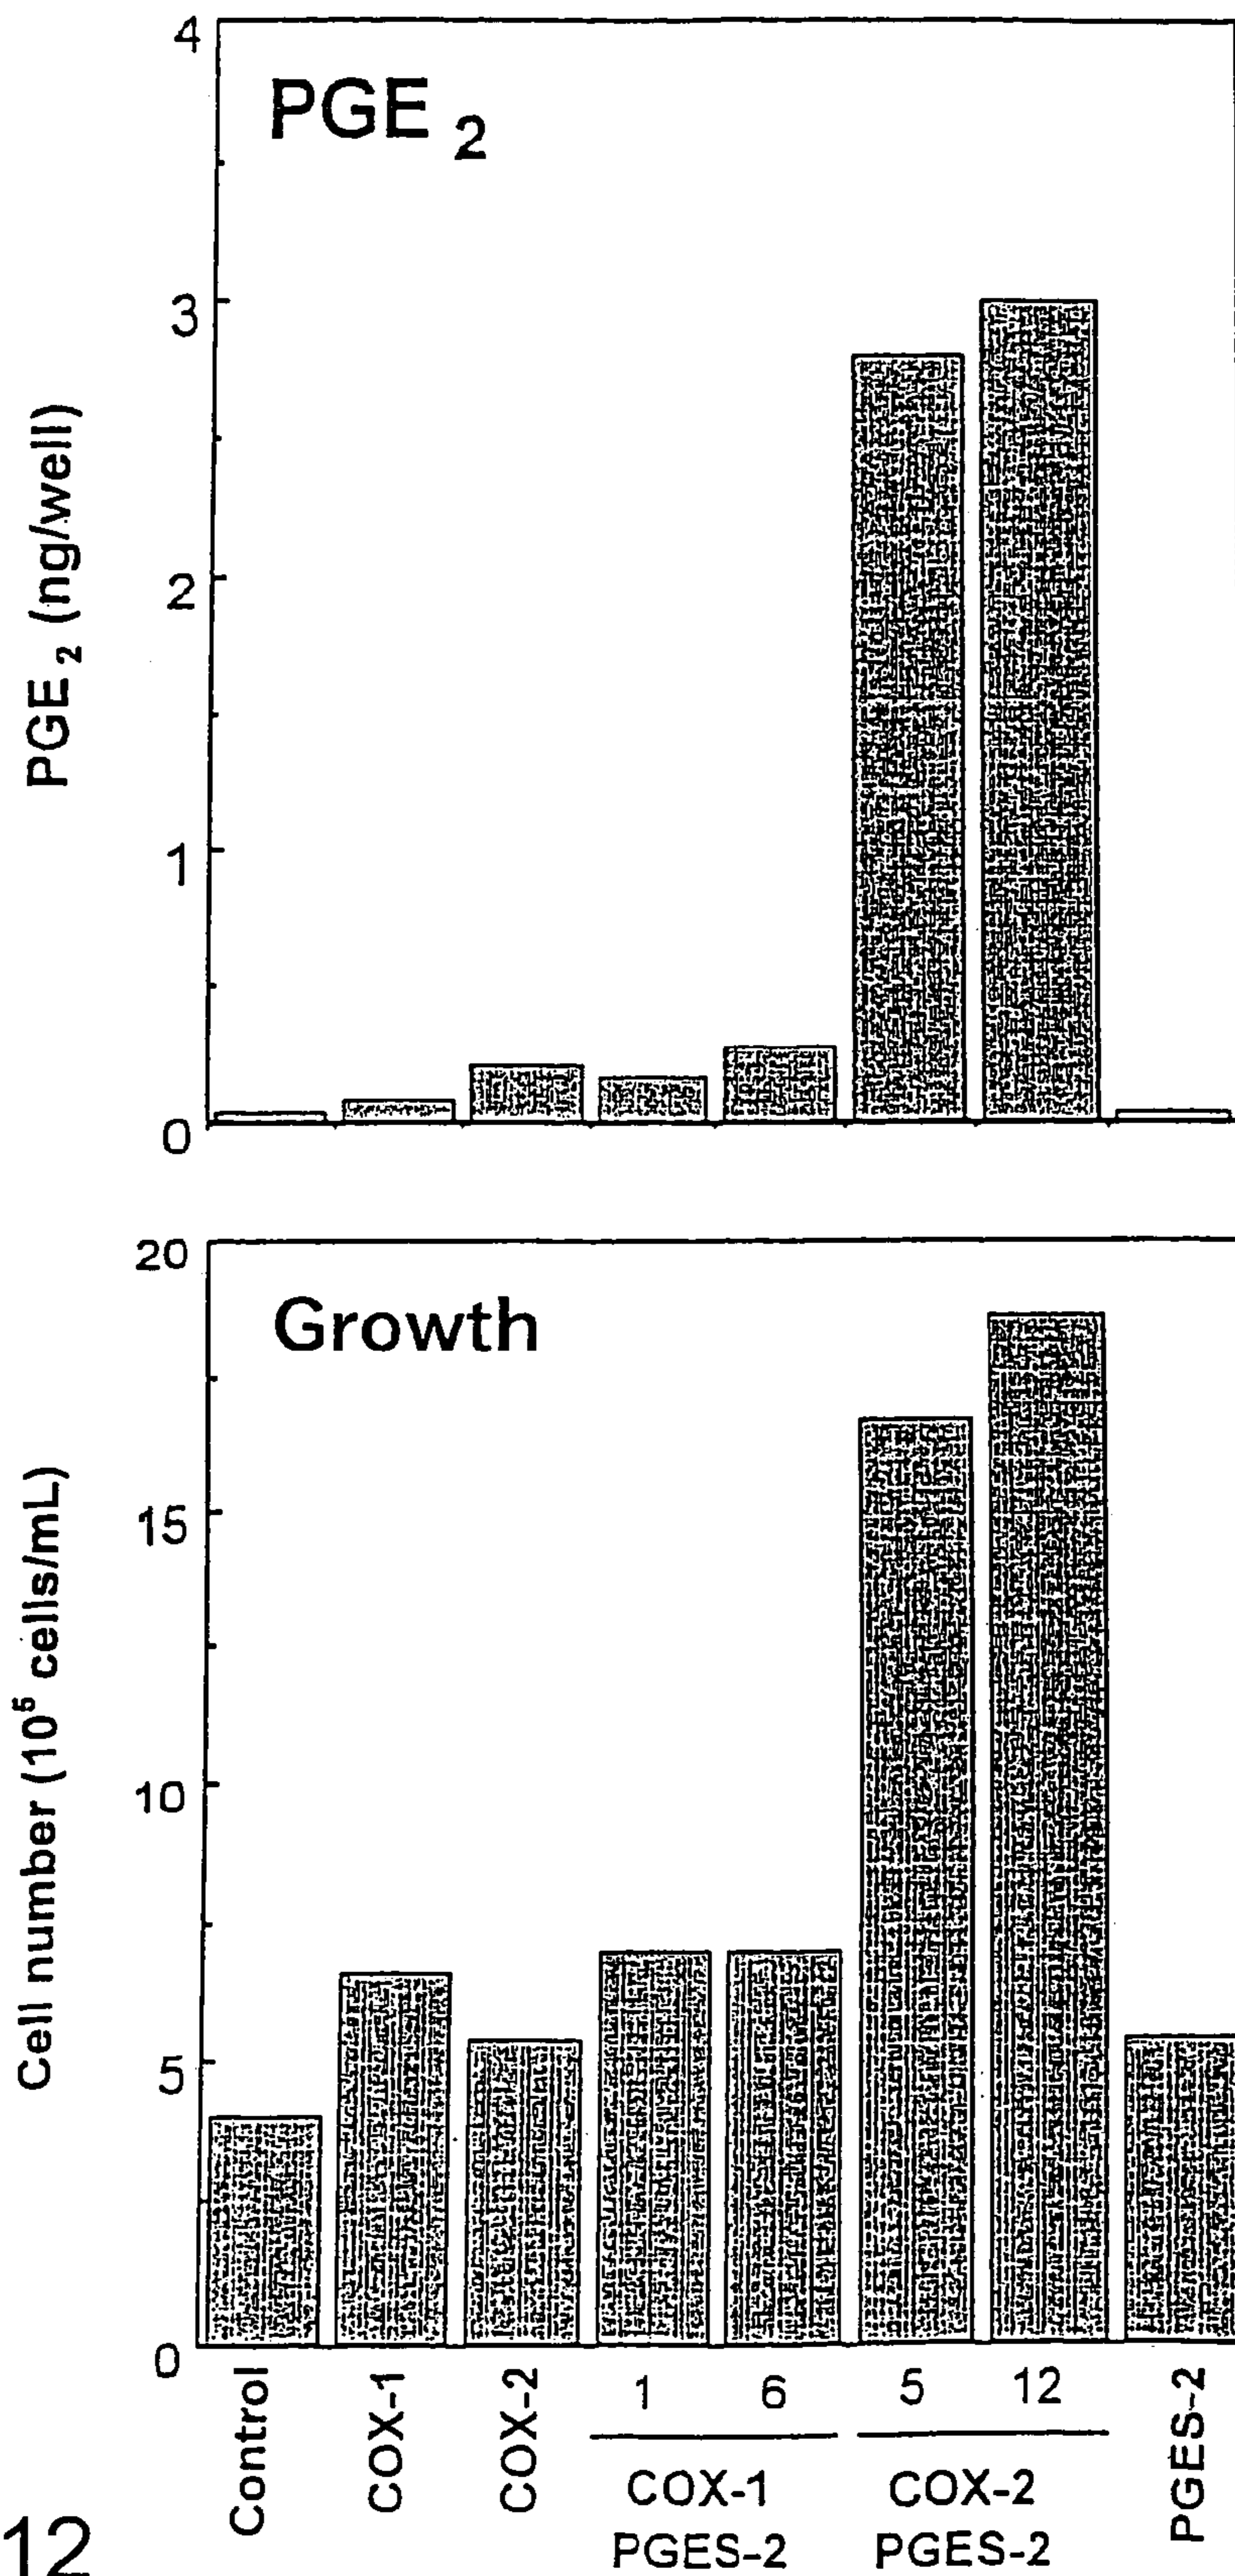 4
PGE 2
3
2
1
0
PGE 2 (ng/well)
20
Growth
15
10
5
0
Cell number (10⁵ cells/mL)
Control
COX-1
COX-2
1
6
5
12
COX-1
PGES-2
COX-2
PGES-2
PGES-2
12